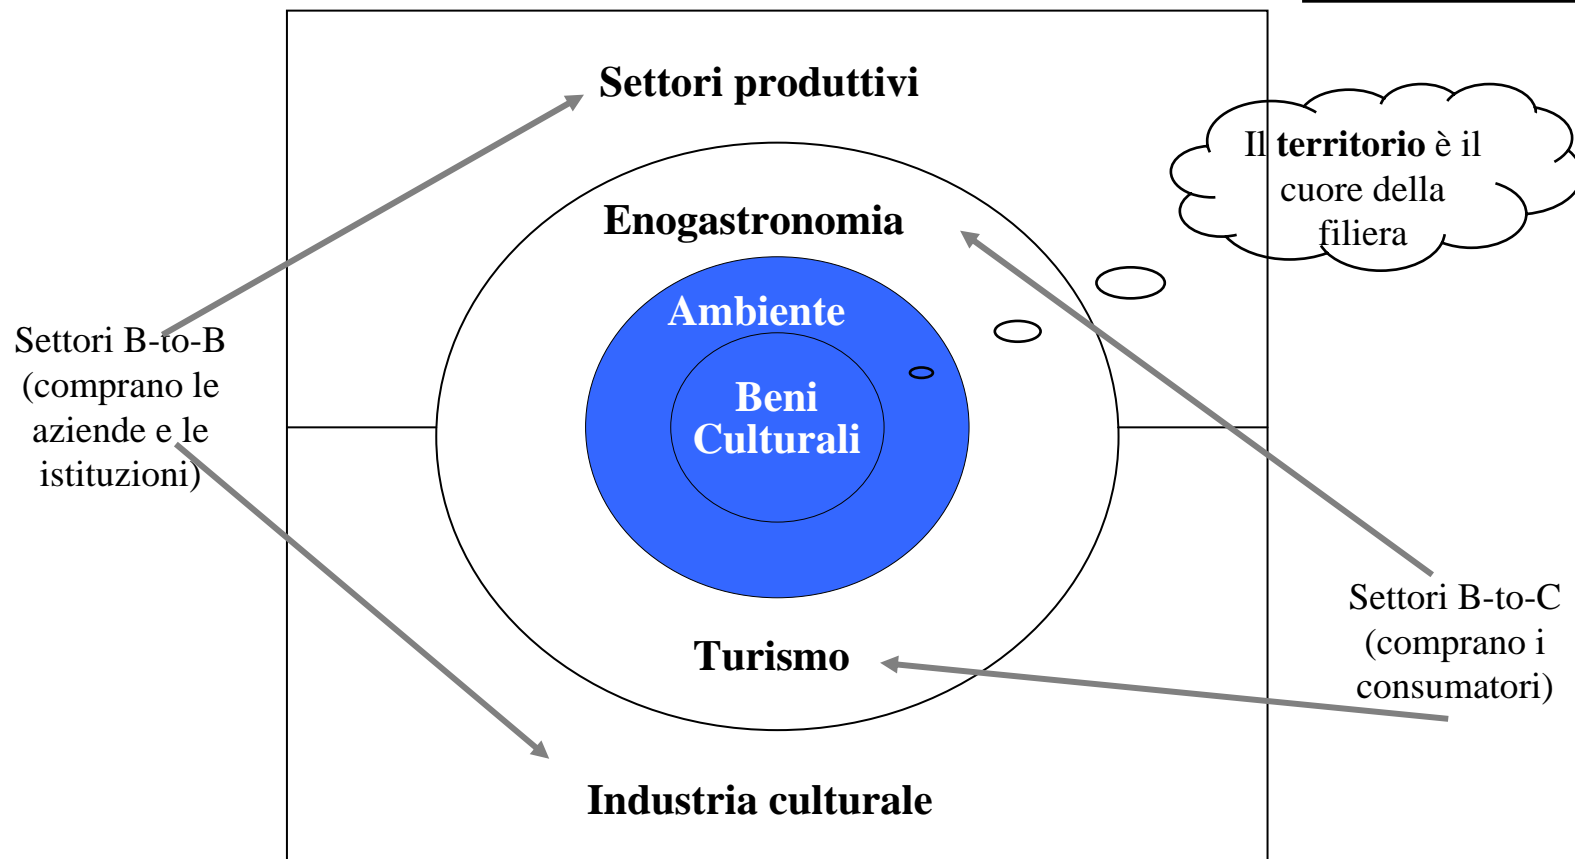 Settori produttivi
Il territorio è il
cuore della
filiera
Enogastronomia
Ambiente
Settori B-to-B
(comprano le
aziende e le
istituzioni)
Beni
Culturali
Settori B-to-C
(comprano i
consumatori)
Turismo
Industria culturale